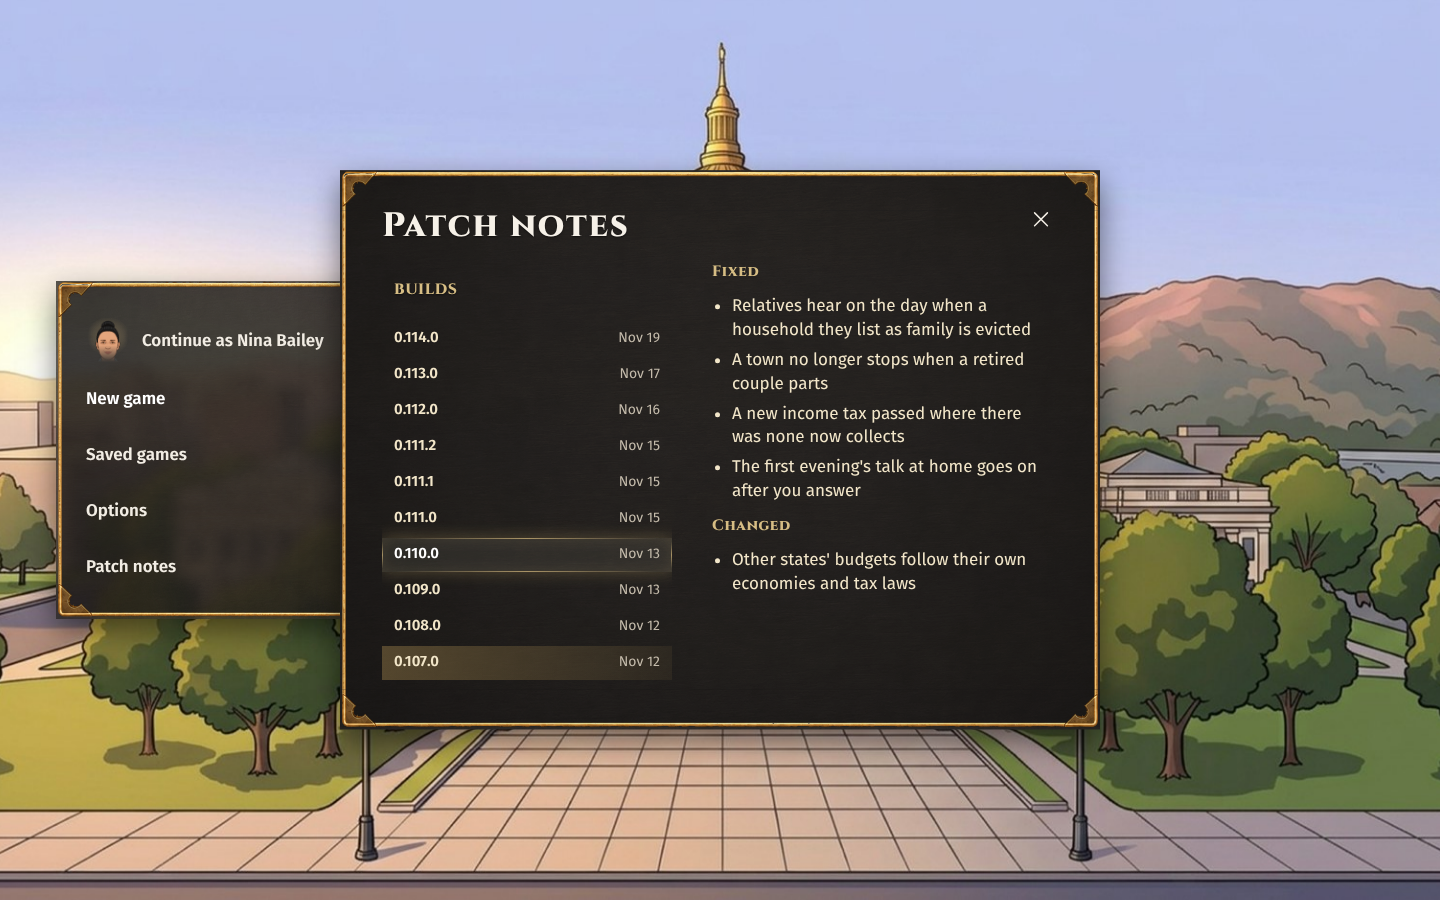 Patch notes
Builds
0.114.0 Nov 19
0.113.0 Nov 17
0.112.0 Nov 16
0.111.2 Nov 15
0.111.1 Nov 15
0.111.0 Nov 15
0.110.0 Nov 13
0.109.0 Nov 13
0.108.0 Nov 12
0.107.0 Nov 12
Fixed
• Relatives hear on the day when a
household they list as family is evicted
• A town no longer stops when a retired
couple parts
• A new income tax passed where there
was none now collects
• The first evening's talk at home goes on
after you answer
Changed
• Other states' budgets follow their own
economies and tax laws
Continue as Nina Bailey
New game
Saved games
Options
Patch notes